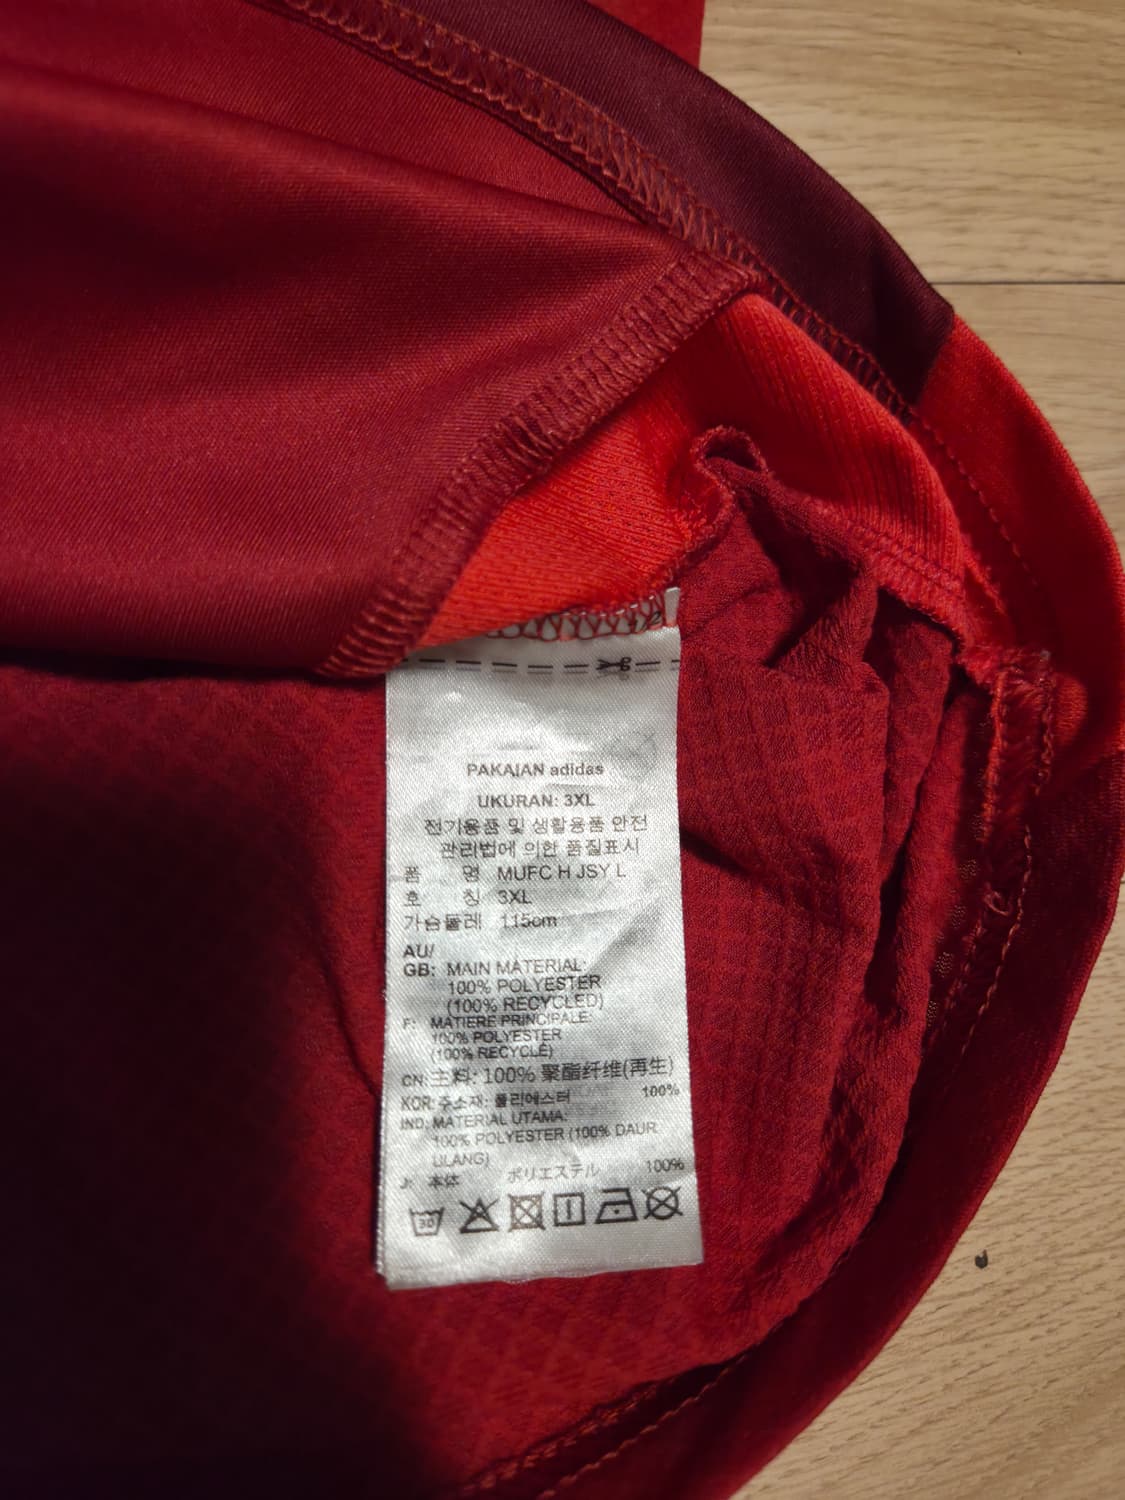 PAKAIAN adidas
UKURAN: 3XL
전기용품 및 생활용품 안전
관리법에 의한 품질표시
품 명 MUFC H JSY L
호 칭 3XL
가슴둘레 115cm
AU/
GB: MAIN MATERIAL:
100% POLYESTER
(100% RECYCLED)
F: MATIERE PRINCIPALE:
100% POLYESTER
(100% RECYCLÉ)
CN: 主料: 100% 聚酯纤维(再生)
KOR: 주소재: 폴리에스터 100%
IND: MATERIAL UTAMA:
100% POLYESTER (100% DAUR
ULANG)
J: 本体 ポリエステル 100%
30